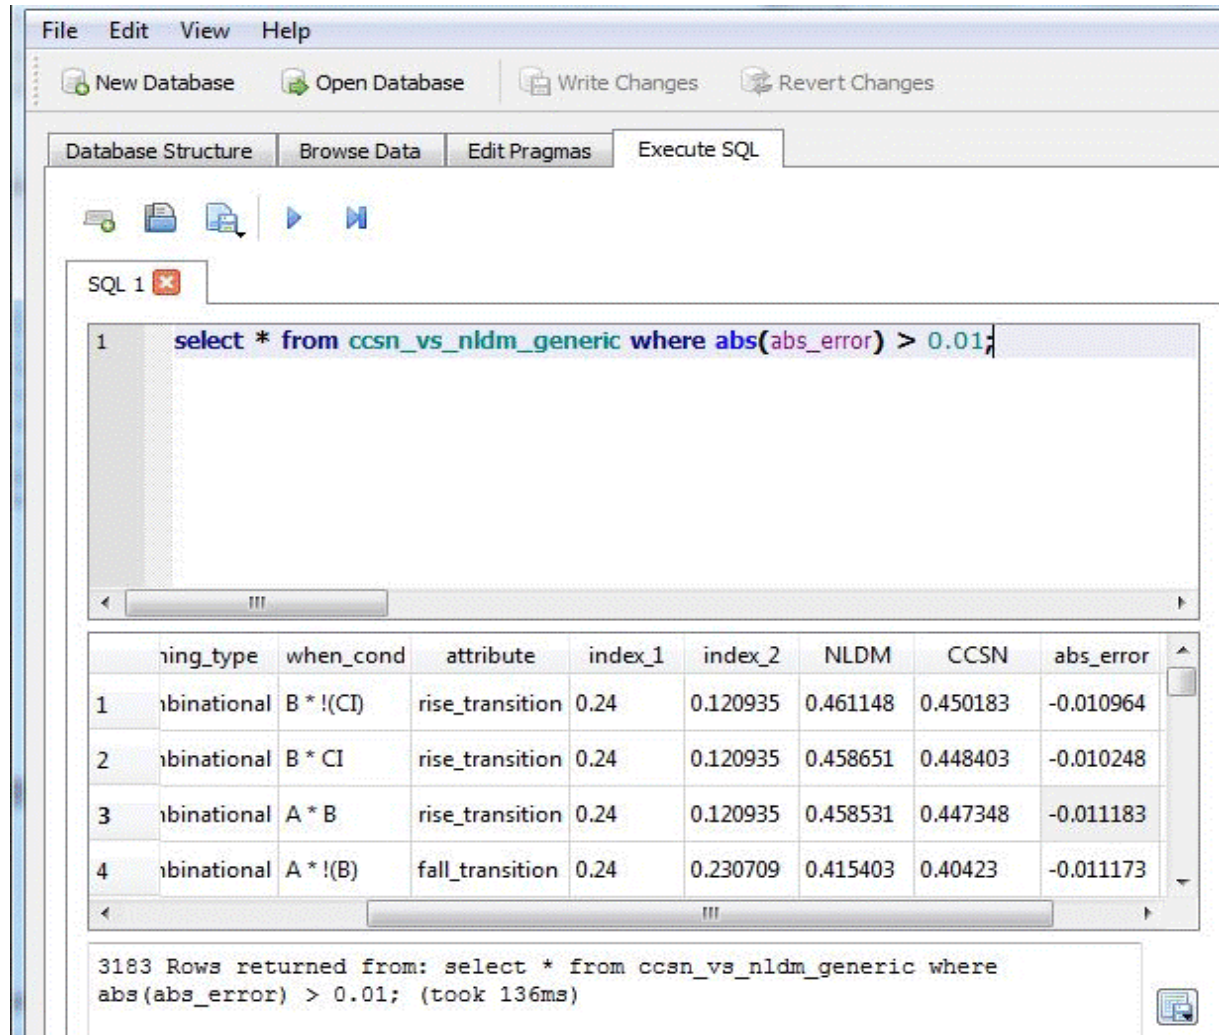 File Edit View Help
New Database Open Database Write Changes Revert Changes
Database Structure Browse Data Edit Pragmas Execute SQL
SQL 1
1 select * from ccsn_vs_nldm_generic where abs(abs_error) > 0.01;
ning_type when_cond attribute index_1 index_2 NLDM CCSN abs_error
1 nbinational B * !(CI) rise_transition 0.24 0.120935 0.461148 0.450183 -0.010964
2 nbinational B * CI rise_transition 0.24 0.120935 0.458651 0.448403 -0.010248
3 nbinational A * B rise_transition 0.24 0.120935 0.458531 0.447348 -0.011183
4 nbinational A * !(B) fall_transition 0.24 0.230709 0.415403 0.40423 -0.011173
3183 Rows returned from: select * from ccsn_vs_nldm_generic where
abs(abs_error) > 0.01; (took 136ms)